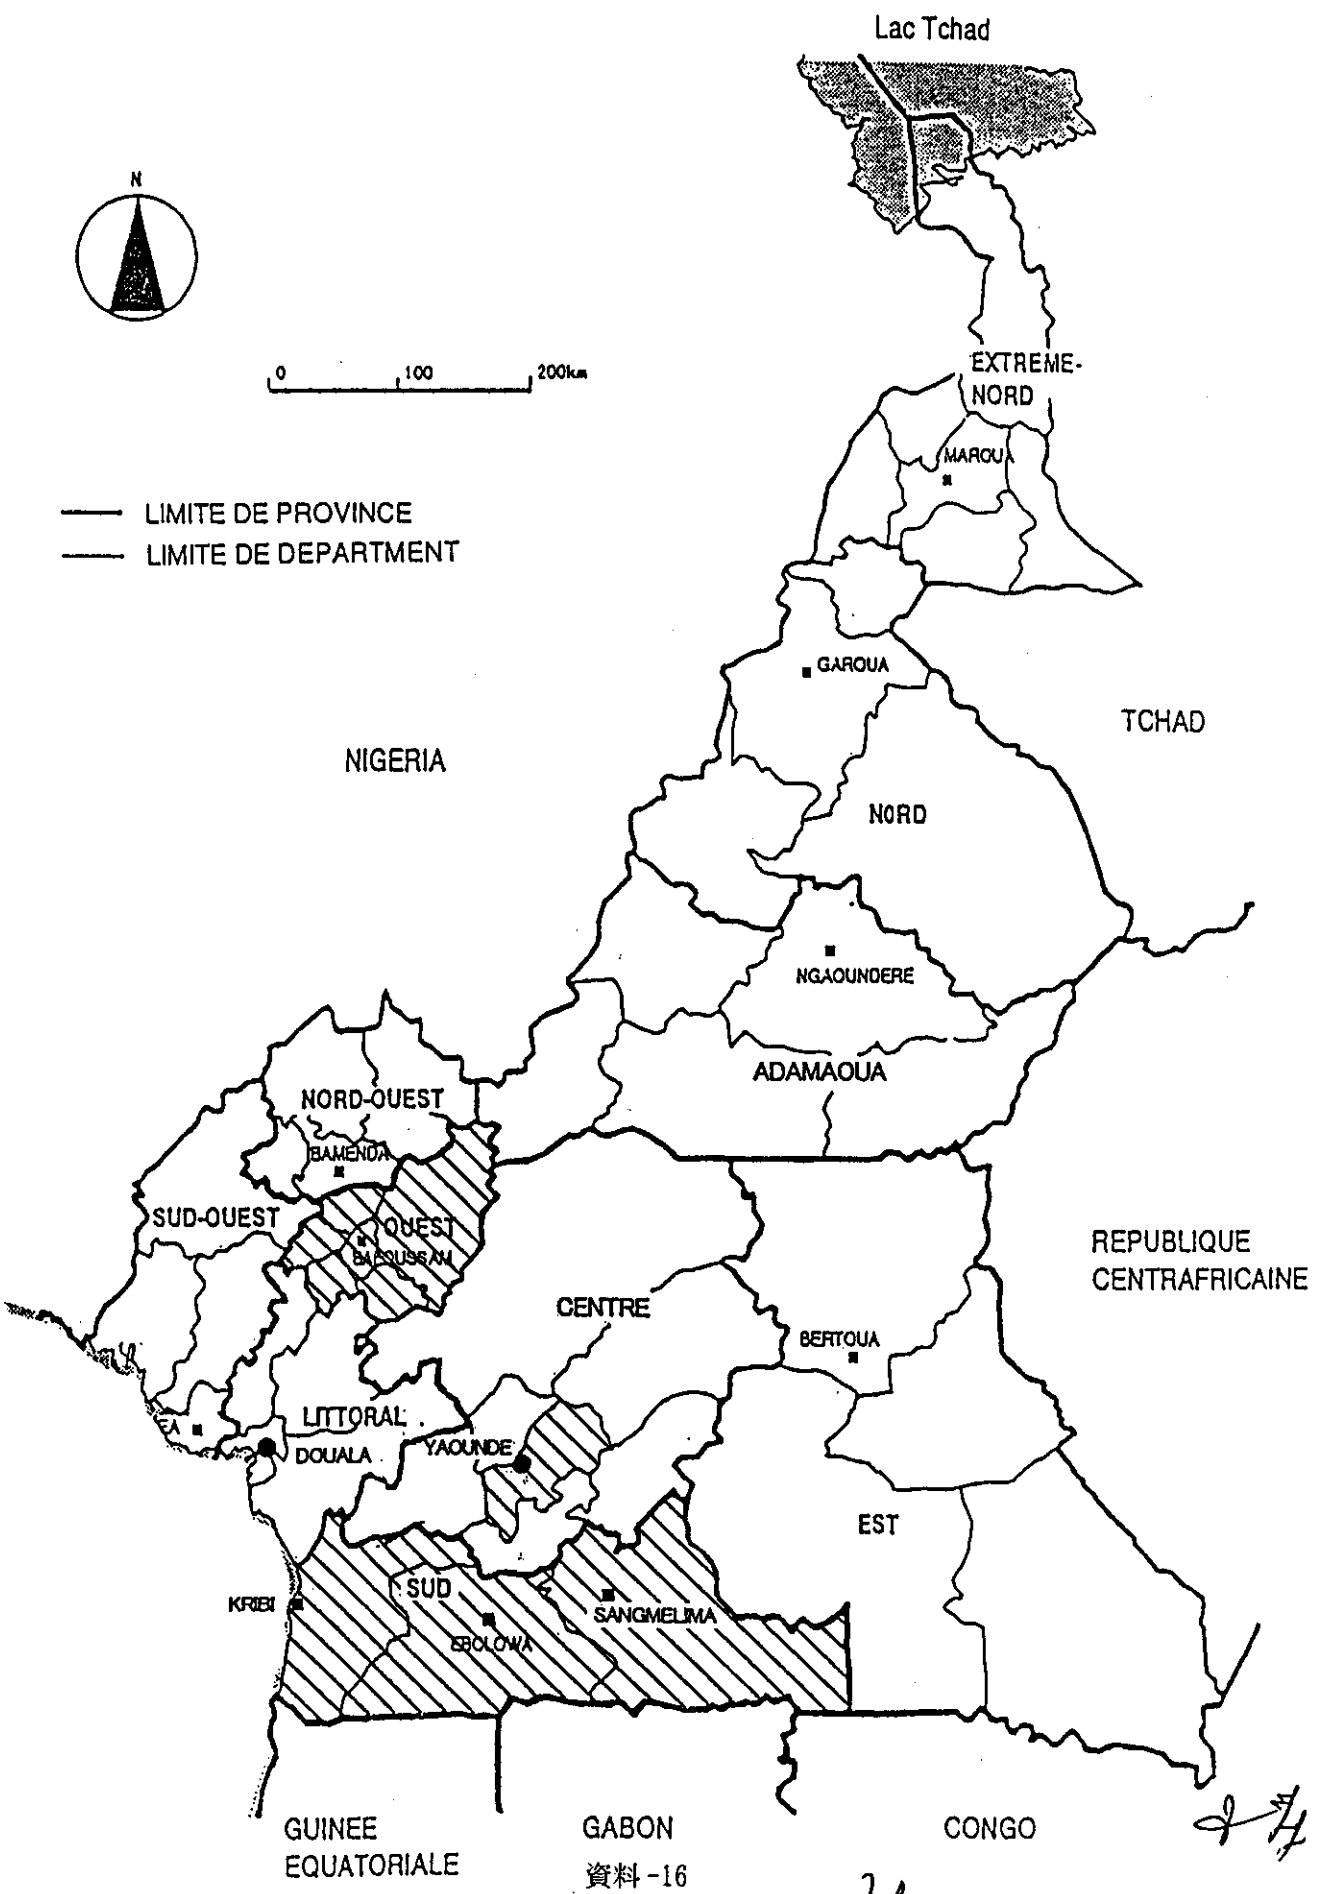 Lac Tchad
N
0 100 200km
EXTREME-
NORD
MAROUA
LIMITE DE PROVINCE
LIMITE DE DEPARTMENT
GAROUA
TCHAD
NIGERIA
NORD
NGAOUNDERE
ADAMAOUA
NORD-OUEST
BAMENDA
SUD-OUEST
OUEST
BAFOUSSAM
REPUBLIQUE
CENTRAFRICAINE
CENTRE
BERTOUA
LITTORAL
EA
DOUALA
YAOUNDE
EST
SUD
KRIBI
SANGMELIMA
EBOLOWA
GUINEE
EQUATORIALE
GABON
CONGO
資料-16